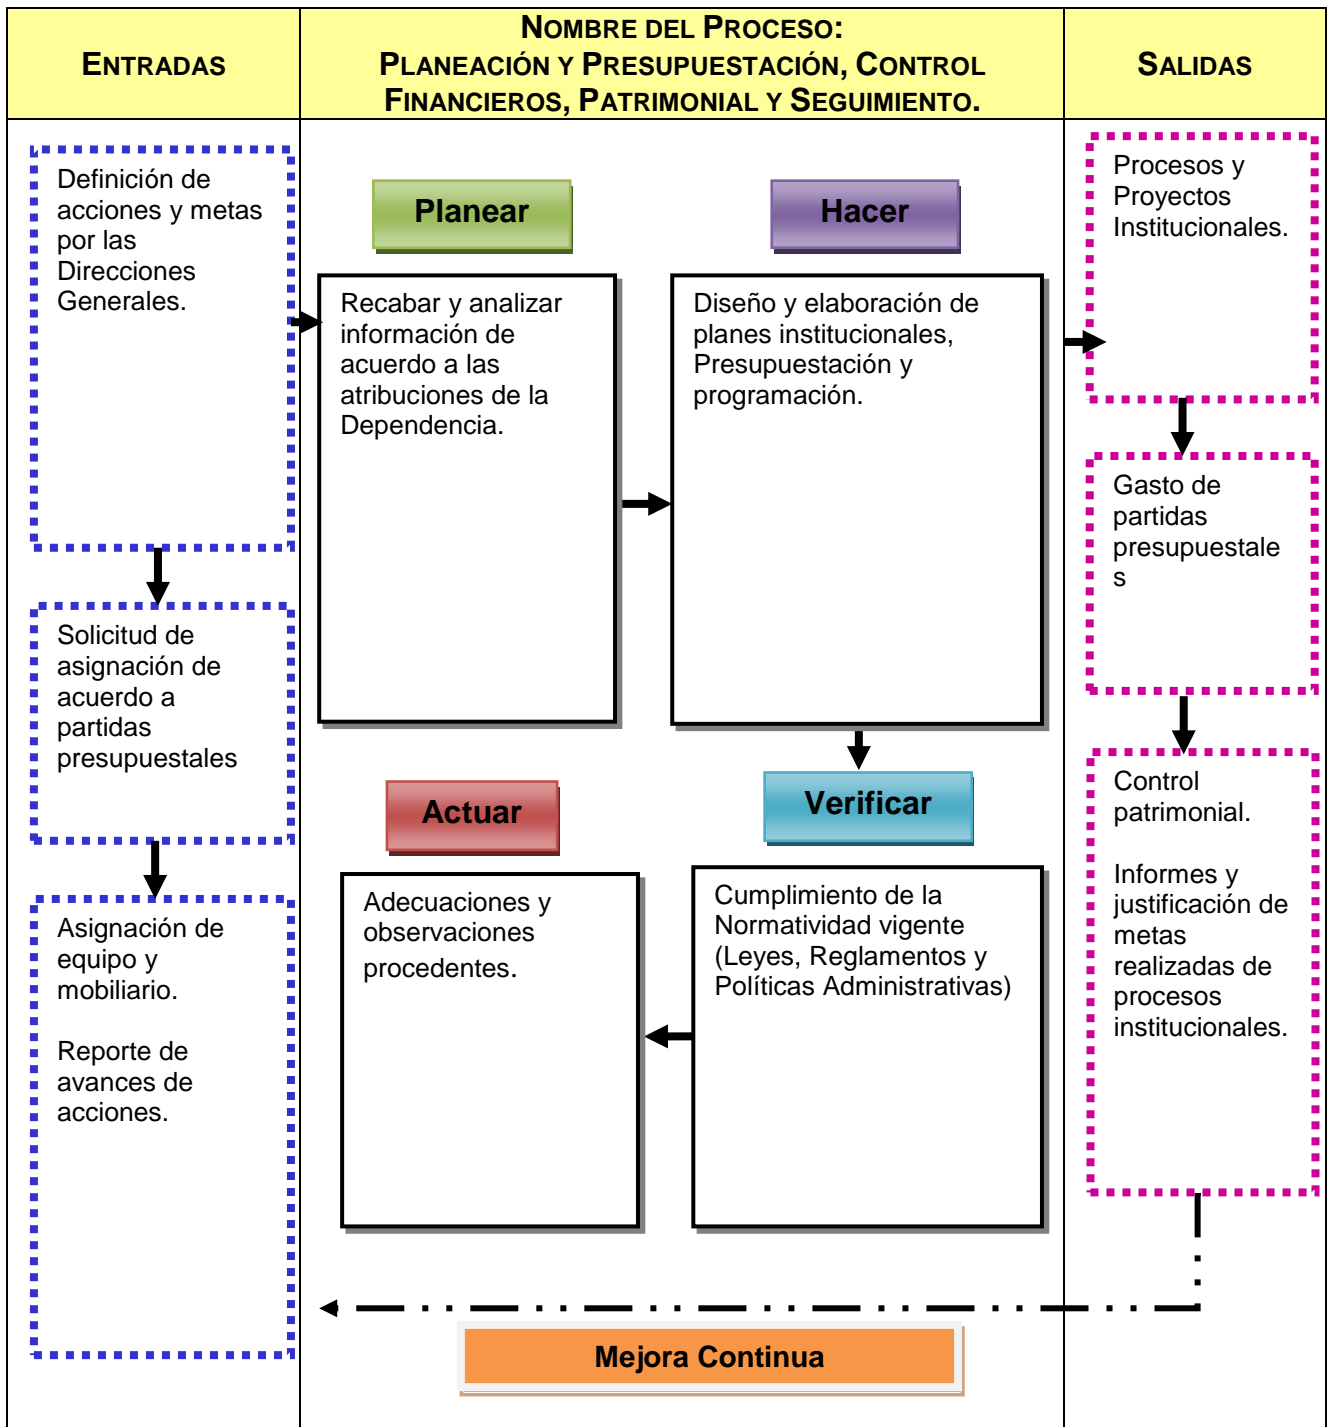 ENTRADAS
NOMBRE DEL PROCESO:
PLANEACIÓN Y PRESUPUESTACIÓN, CONTROL
FINANCIEROS, PATRIMONIAL Y SEGUIMIENTO.
SALIDAS
Definición de
acciones y metas
por las
Direcciones
Generales.
Solicitud de
asignación de
acuerdo a
partidas
presupuestales
Asignación de
equipo y
mobiliario.
Reporte de
avances de
acciones.
Planear
Recabar y analizar
información de
acuerdo a las
atribuciones de la
Dependencia.
Hacer
Diseño y elaboración de
planes institucionales,
Presupuestación y
programación.
Verificar
Cumplimiento de la
Normatividad vigente
(Leyes, Reglamentos y
Políticas Administrativas)
Actuar
Adecuaciones y
observaciones
procedentes.
Procesos y
Proyectos
Institucionales.
Gasto de
partidas
presupuestale
s
Control
patrimonial.
Informes y
justificación de
metas
realizadas de
procesos
institucionales.
Mejora Continua